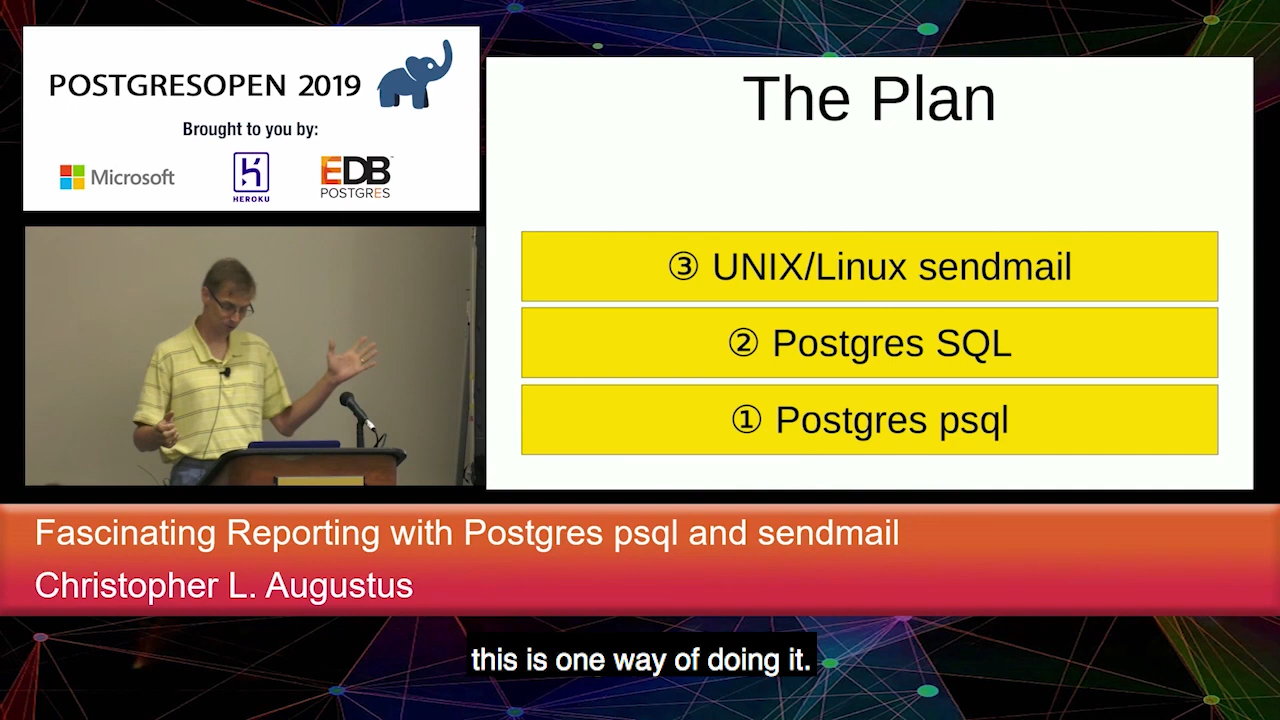 POSTGRESOPEN 2019
Brought to you by:
Microsoft
HEROKU
EDB
POSTGRES
The Plan
③ UNIX/Linux sendmail
② Postgres SQL
① Postgres psql
Fascinating Reporting with Postgres psql and sendmail
Christopher L. Augustus
this is one way of doing it.